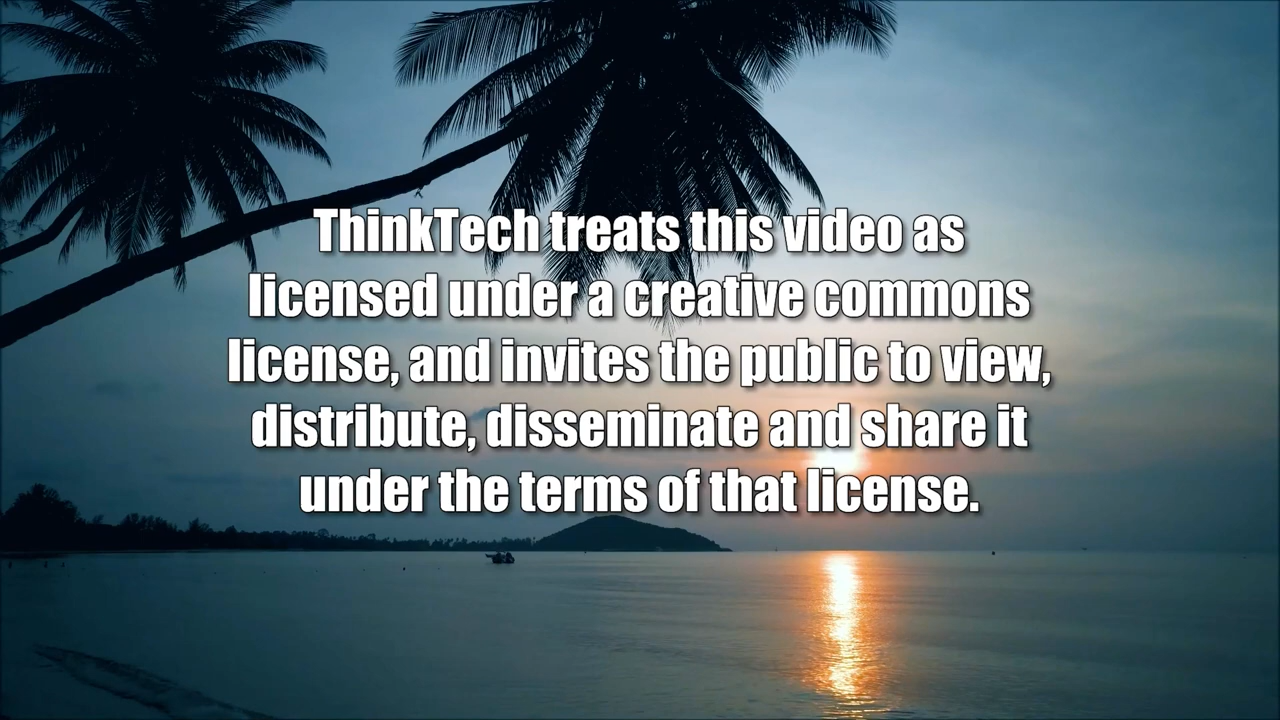 ThinkTech treats this video as
licensed under a creative commons
license, and invites the public to view,
distribute, disseminate and share it
under the terms of that license.